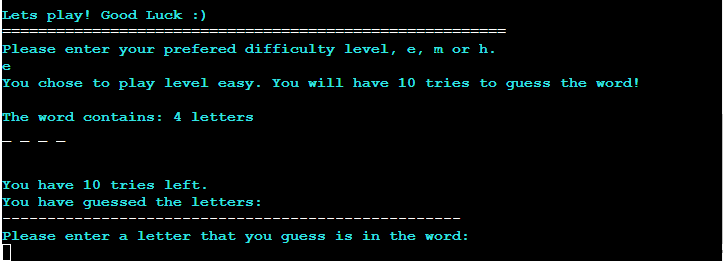 Lets play! Good Luck :)
========================================================
Please enter your prefered difficulty level, e, m or h.
e
You chose to play level easy. You will have 10 tries to guess the word!
The word contains: 4 letters
_ _ _ _
You have 10 tries left.
You have guessed the letters:
---------------------------------------------------
Please enter a letter that you guess is in the word: